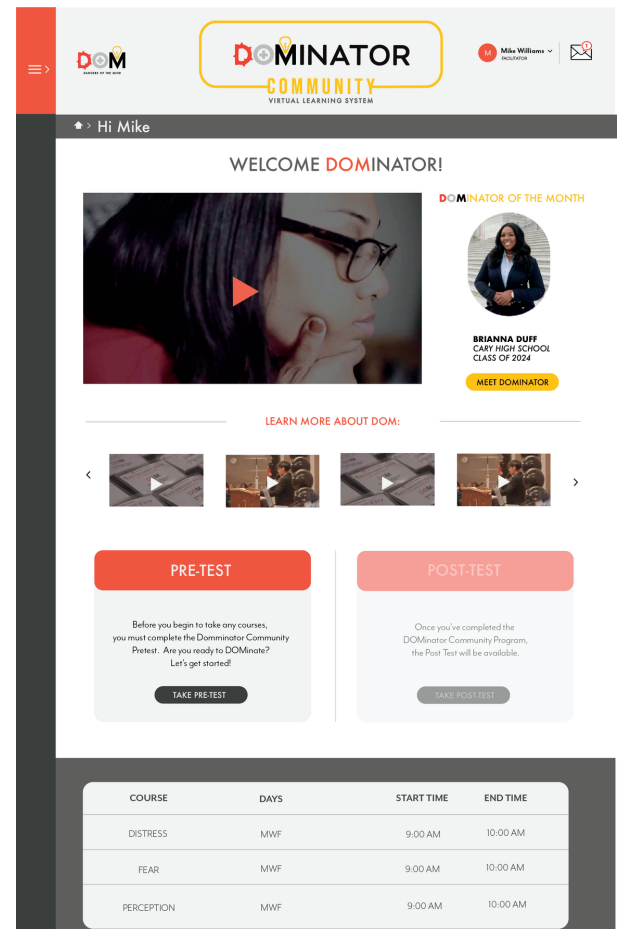 DOM
DANGERS OF THE MIND
DOMINATOR
COMMUNITY
VIRTUAL LEARNING SYSTEM
M
Mike Williams
FACILITATOR
1
Hi Mike
WELCOME DOMINATOR!
DOMINATOR OF THE MONTH
BRIANNA DUFF
CARY HIGH SCHOOL
CLASS OF 2024
MEET DOMINATOR
LEARN MORE ABOUT DOM:
PRE-TEST
Before you begin to take any courses,
you must complete the Domminator Community
Pretest. Are you ready to DOMinate?
Let's get started!
TAKE PRE-TEST
POST-TEST
Once you've completed the
DOMinator Community Program,
the Post Test will be available.
TAKE POST-TEST
COURSE DAYS START TIME END TIME
DISTRESS MWF 9:00 AM 10:00 AM
FEAR MWF 9:00 AM 10:00 AM
PERCEPTION MWF 9:00 AM 10:00 AM